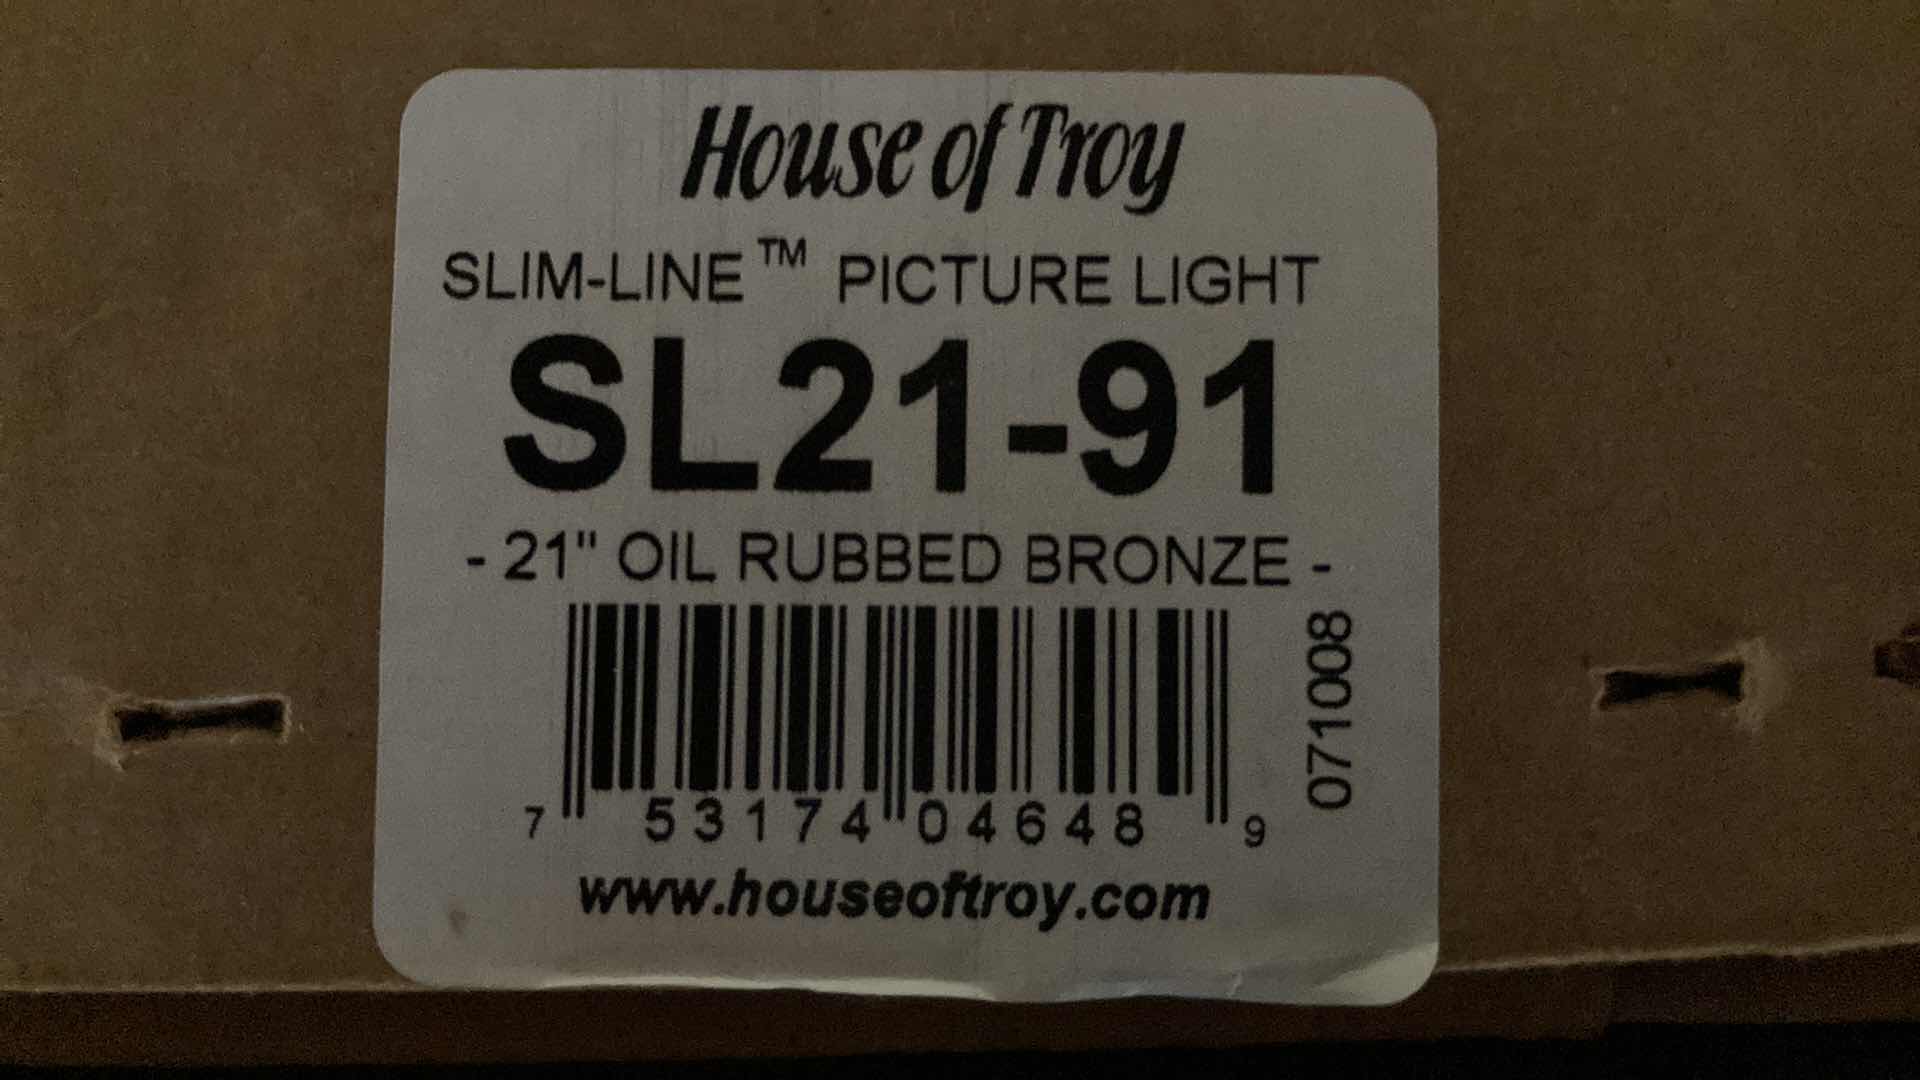 House of Troy
SLIM-LINE™ PICTURE LIGHT
SL21-91
- 21" OIL RUBBED BRONZE -
7 53174 04648 9
071008
www.houseoftroy.com